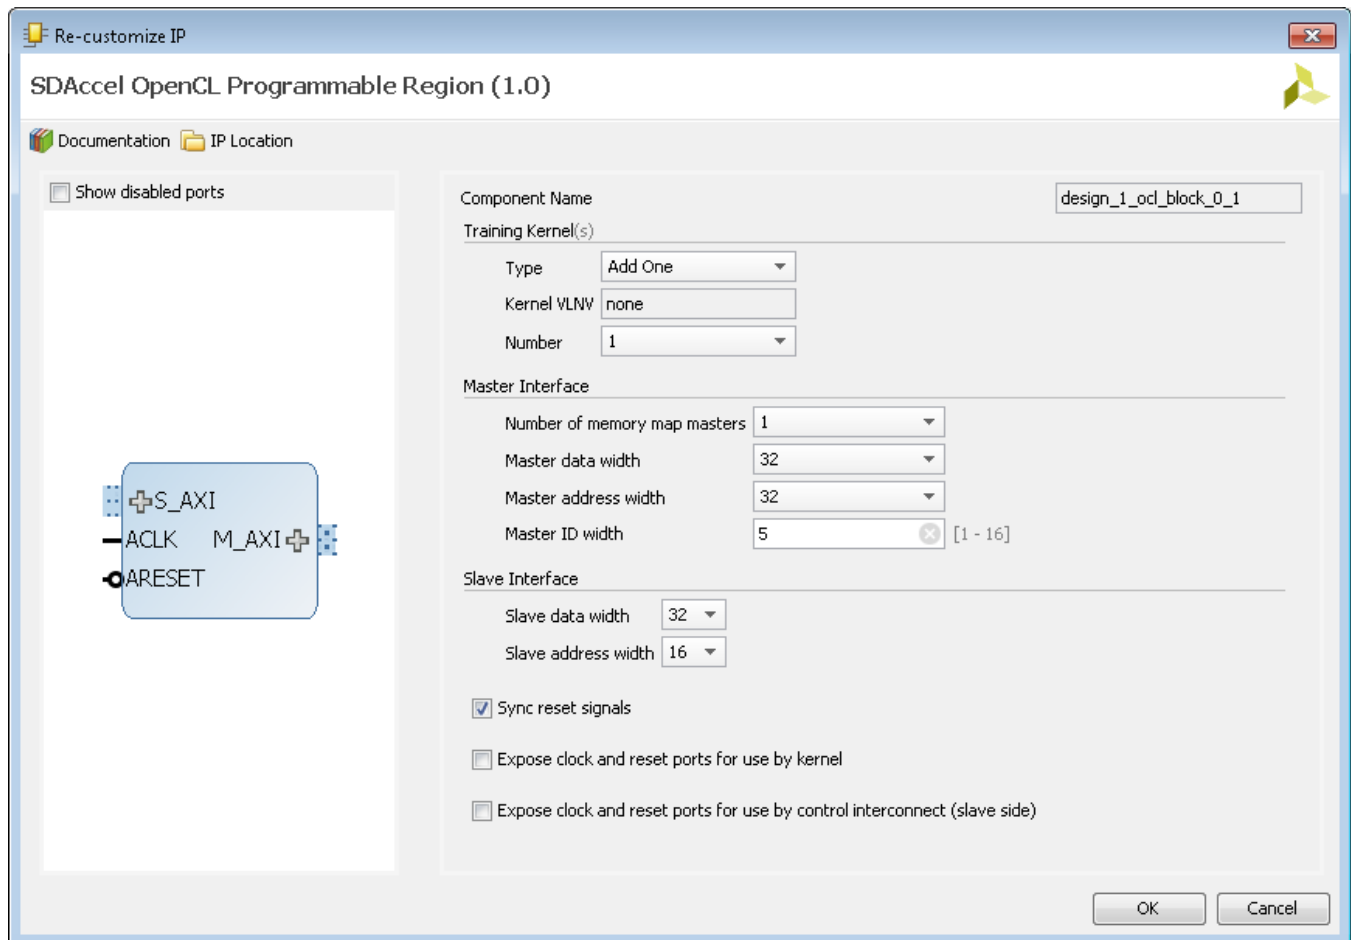 Re-customize IP
SDAccel OpenCL Programmable Region (1.0)
Documentation IP Location
Show disabled ports
S_AXI
ACLK M_AXI
ARESET
Component Name design_1_ocl_block_0_1
Training Kernel(s)
Type Add One
Kernel VLNV none
Number 1
Master Interface
Number of memory map masters 1
Master data width 32
Master address width 32
Master ID width 5 [1 - 16]
Slave Interface
Slave data width 32
Slave address width 16
Sync reset signals
Expose clock and reset ports for use by kernel
Expose clock and reset ports for use by control interconnect (slave side)
OK Cancel